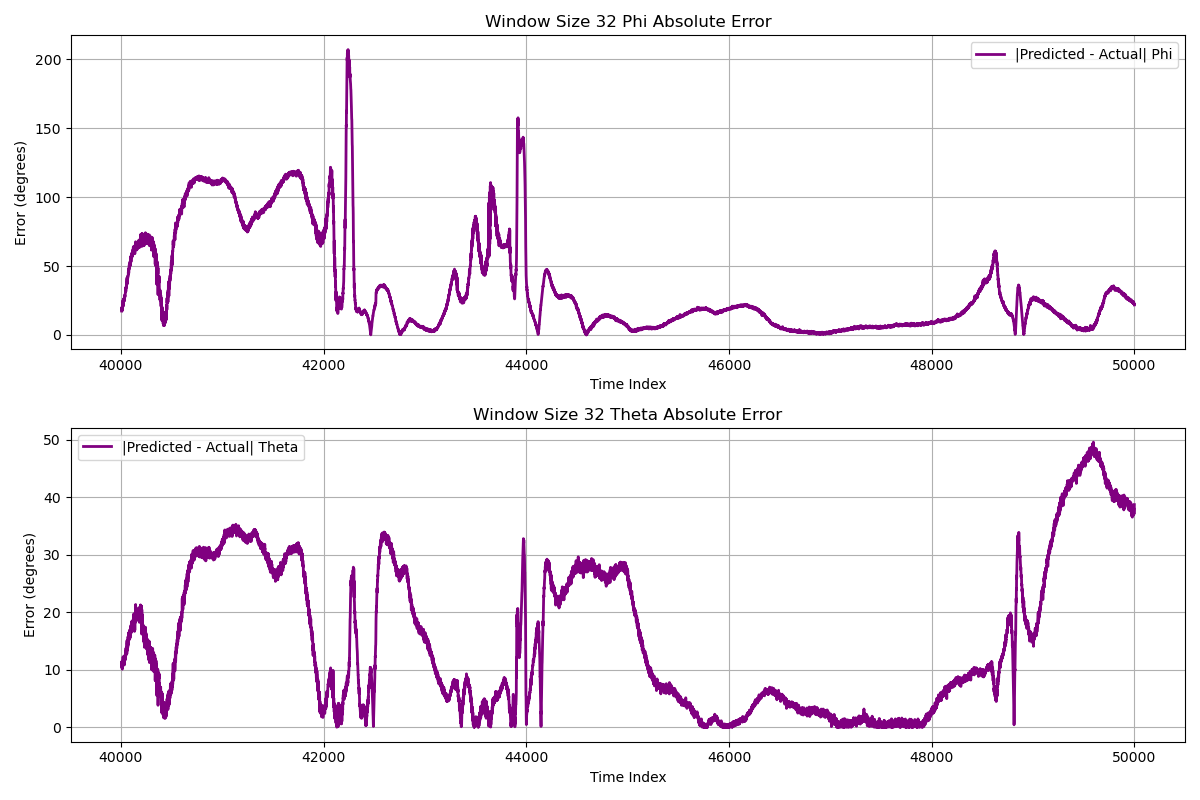 Window Size 32 Phi Absolute Error
|Predicted - Actual| Phi
Error (degrees)
200
150
100
50
0
40000 42000 44000 46000 48000 50000
Time Index
Window Size 32 Theta Absolute Error
|Predicted - Actual| Theta
Error (degrees)
50
40
30
20
10
0
40000 42000 44000 46000 48000 50000
Time Index